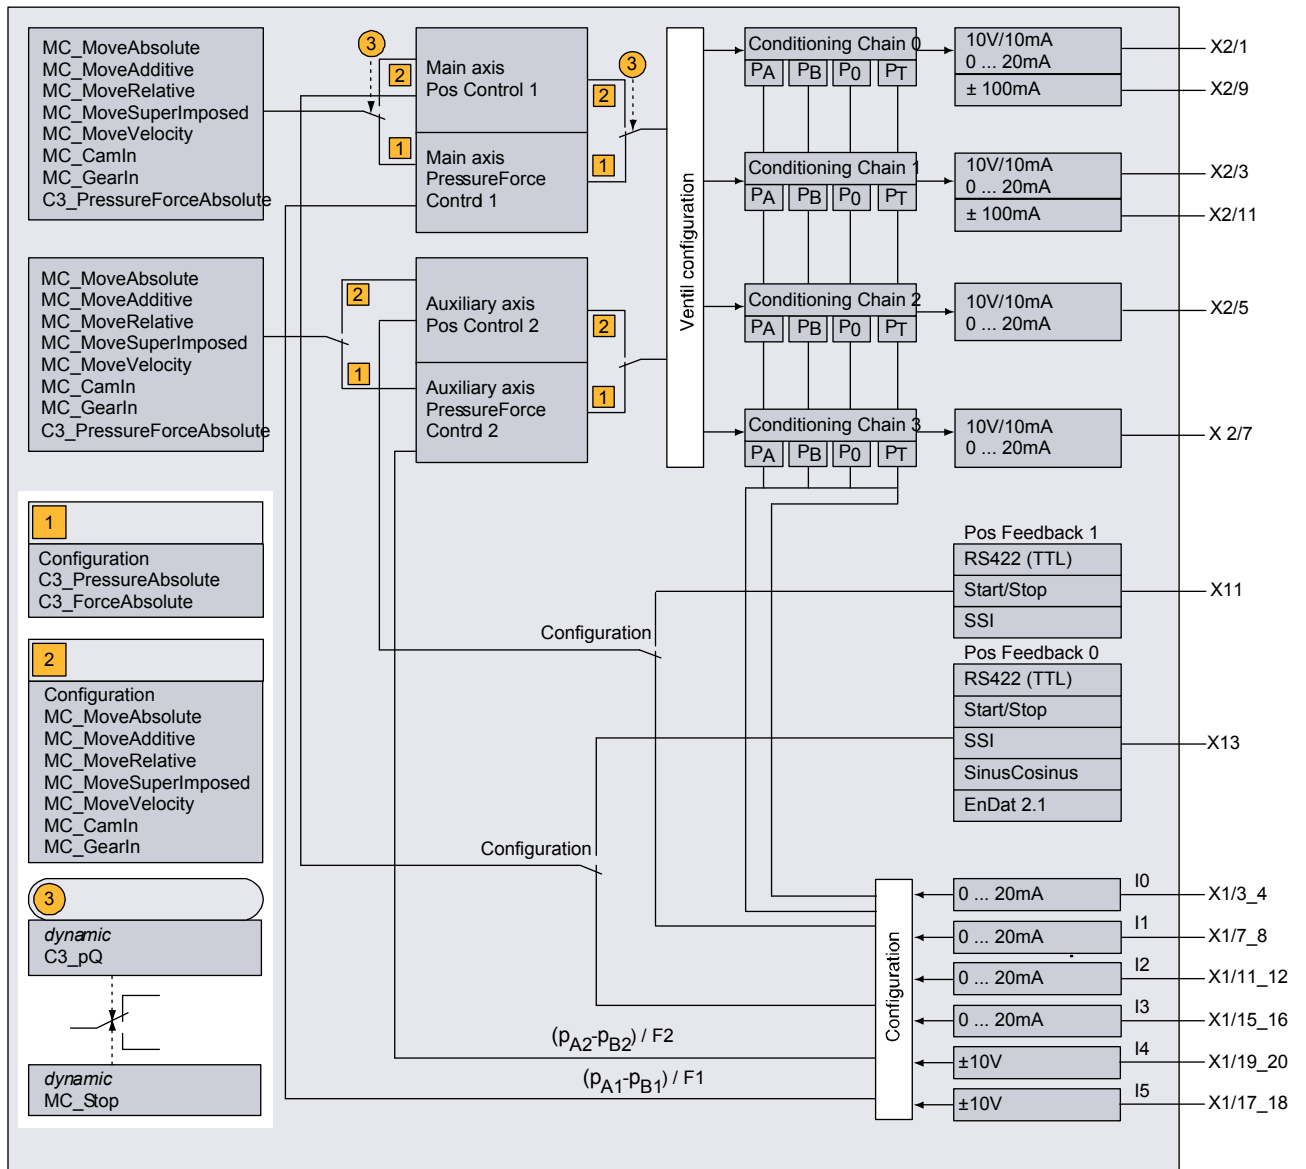 MC_MoveAbsolute
MC_MoveAdditive
MC_MoveRelative
MC_MoveSuperImposed
MC_MoveVelocity
MC_CamIn
MC_GearIn
C3_PressureForceAbsolute
3
2
1
Main axis
Pos Control 1
Main axis
PressureForce
Control 1
2
1
3
MC_MoveAbsolute
MC_MoveAdditive
MC_MoveRelative
MC_MoveSuperImposed
MC_MoveVelocity
MC_CamIn
MC_GearIn
C3_PressureForceAbsolute
2
1
Auxiliary axis
Pos Control 2
Auxiliary axis
PressureForce
Control 2
2
1
Ventil configuration
Conditioning Chain 0
PA PB P0 PT
10V/10mA
0 ... 20mA
± 100mA
X2/1
X2/9
Conditioning Chain 1
PA PB P0 PT
10V/10mA
0 ... 20mA
± 100mA
X2/3
X2/11
Conditioning Chain 2
PA PB P0 PT
10V/10mA
0 ... 20mA
X2/5
Conditioning Chain 3
PA PB P0 PT
10V/10mA
0 ... 20mA
X 2/7
1
Configuration
C3_PressureAbsolute
C3_ForceAbsolute
2
Configuration
MC_MoveAbsolute
MC_MoveAdditive
MC_MoveRelative
MC_MoveSuperImposed
MC_MoveVelocity
MC_CamIn
MC_GearIn
3
dynamic
C3_pQ
dynamic
MC_Stop
Pos Feedback 1
RS422 (TTL)
Start/Stop
SSI
X11
Configuration
Pos Feedback 0
RS422 (TTL)
Start/Stop
SSI
SinusCosinus
EnDat 2.1
X13
Configuration
Configuration
0 ... 20mA I0 X1/3_4
0 ... 20mA I1 X1/7_8
0 ... 20mA I2 X1/11_12
0 ... 20mA I3 X1/15_16
±10V I4 X1/19_20
±10V I5 X1/17_18
(pA2-pB2) / F2
(pA1-pB1) / F1